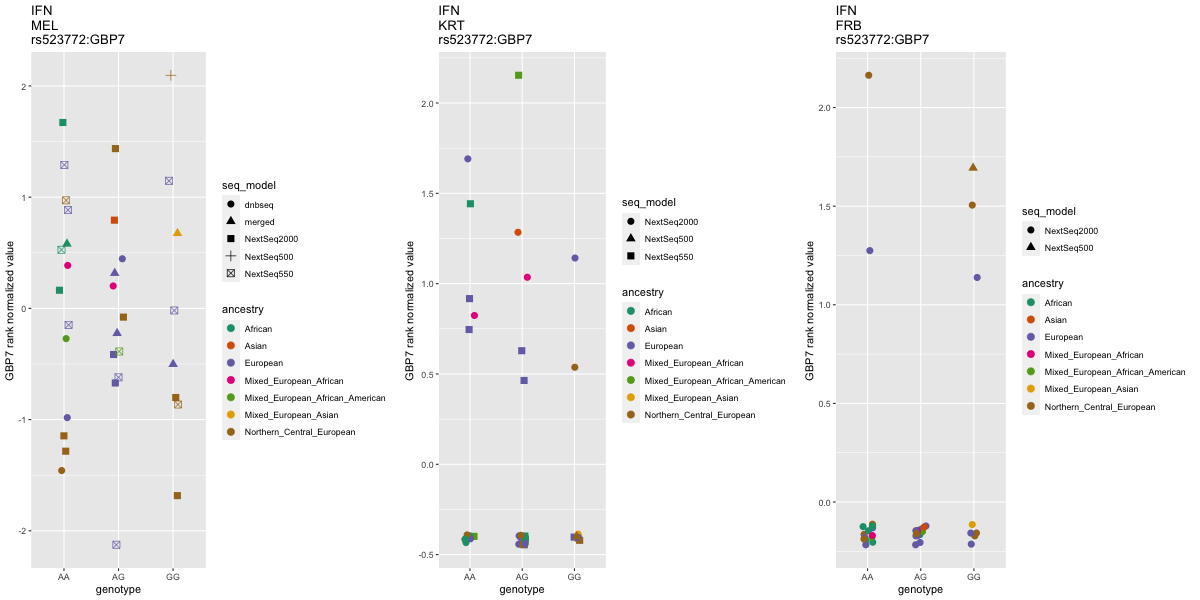 IFN
MEL
rs523772:GBP7
GBP7 rank normalized value
2
1
0
-1
-2
AA
AG
GG
genotype
seq_model
dnbseq
merged
NextSeq2000
NextSeq500
NextSeq550
ancestry
African
Asian
European
Mixed_European_African
Mixed_European_African_American
Mixed_European_Asian
Northern_Central_European
IFN
KRT
rs523772:GBP7
GBP7 rank normalized value
2.0
1.5
1.0
0.5
0.0
-0.5
AA
AG
GG
genotype
seq_model
NextSeq2000
NextSeq500
NextSeq550
ancestry
African
Asian
European
Mixed_European_African
Mixed_European_African_American
Mixed_European_Asian
Northern_Central_European
IFN
FRB
rs523772:GBP7
GBP7 rank normalized value
2.0
1.5
1.0
0.5
0.0
AA
AG
GG
genotype
seq_model
NextSeq2000
NextSeq500
ancestry
African
Asian
European
Mixed_European_African
Mixed_European_African_American
Mixed_European_Asian
Northern_Central_European